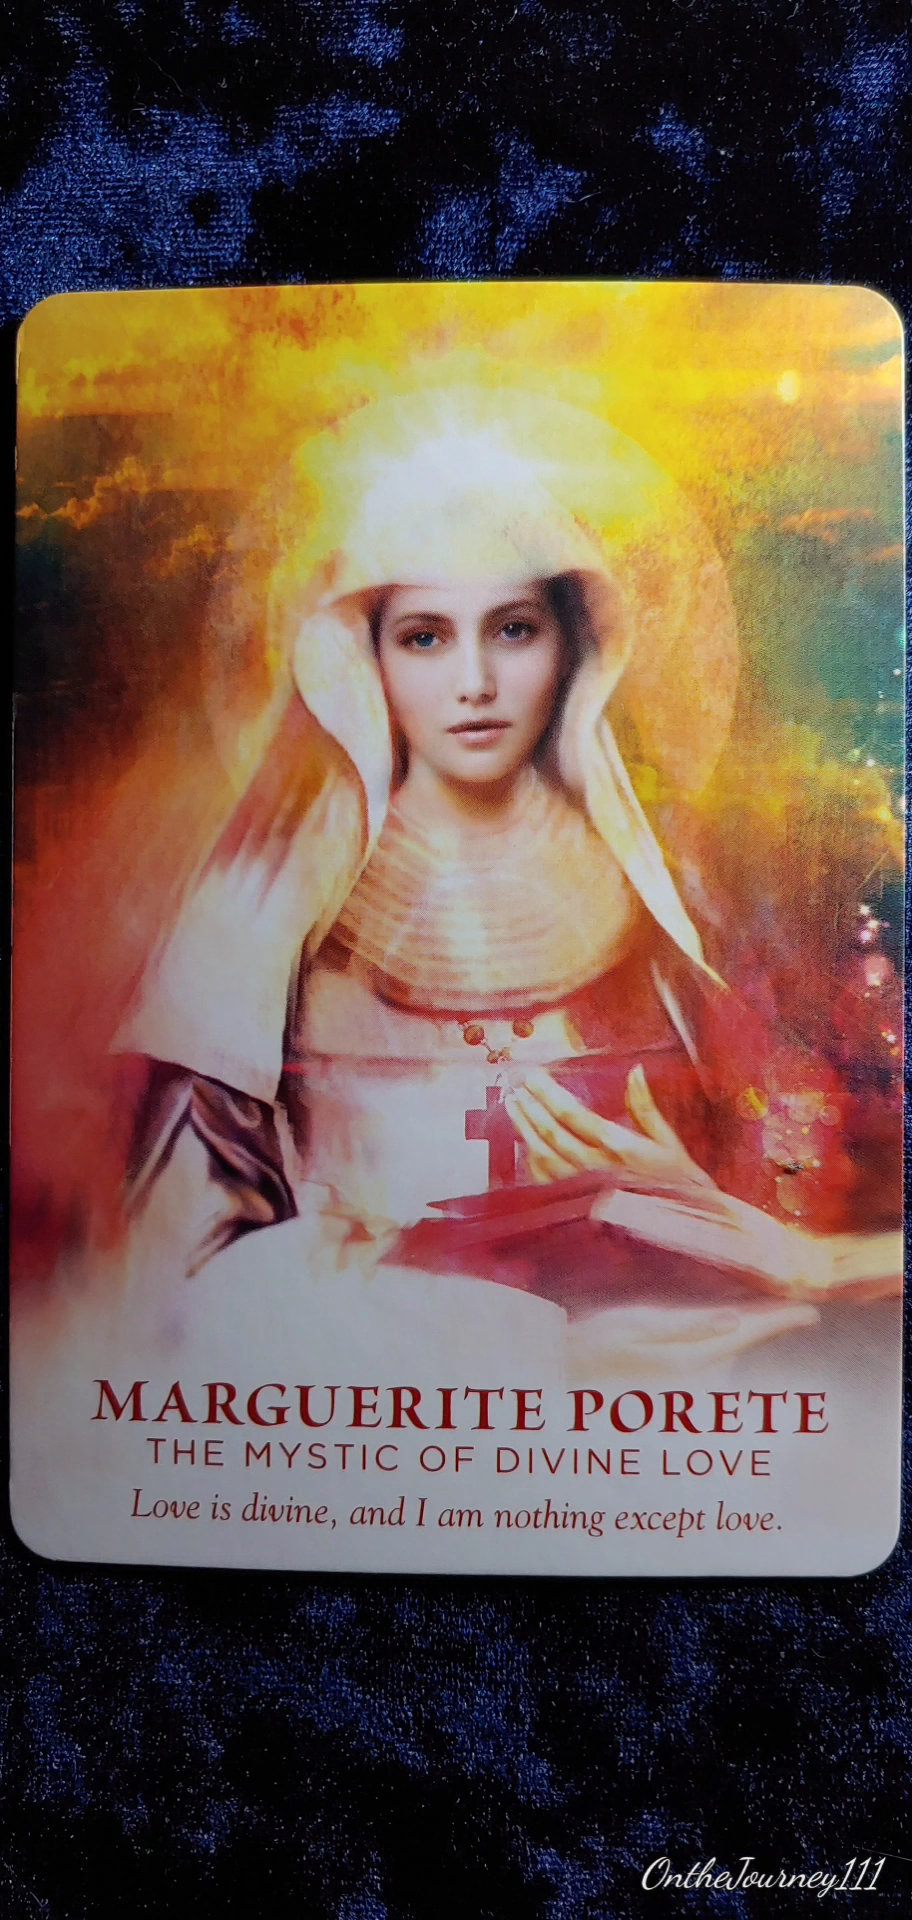 MARGUERITE PORETE
THE MYSTIC OF DIVINE LOVE
Love is divine, and I am nothing except love.
OntheJourney111